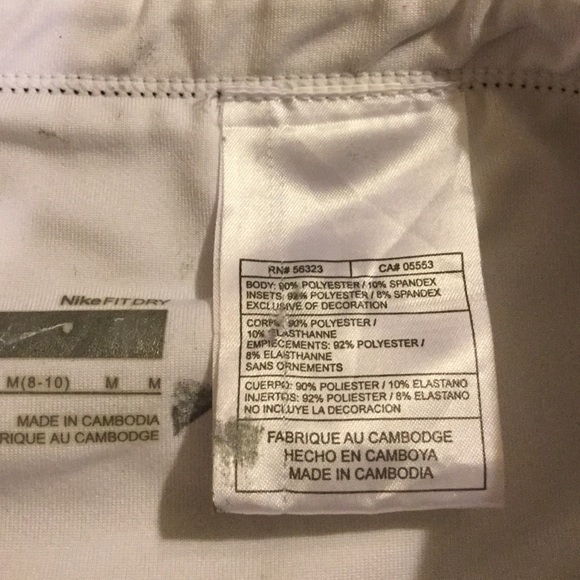 Nike FIT DRY
M(8-10) M M
MADE IN CAMBODIA
RIQUE AU CAMBODGE
RN# 56323 CA# 05553
BODY: 90% POLYESTER / 10% SPANDEX
INSETS: 92% POLYESTER / 8% SPANDEX
EXCLUSIVE OF DECORATION
CORPS: 90% POLYESTER /
10% ELASTHANNE
EMPIECEMENTS: 92% POLYESTER /
8% ELASTHANNE
SANS ORNEMENTS
CUERPO: 90% POLIESTER / 10% ELASTANO
INJERTOS: 92% POLIESTER / 8% ELASTANO
NO INCLUYE LA DECORACION
FABRIQUE AU CAMBODGE
HECHO EN CAMBOYA
MADE IN CAMBODIA